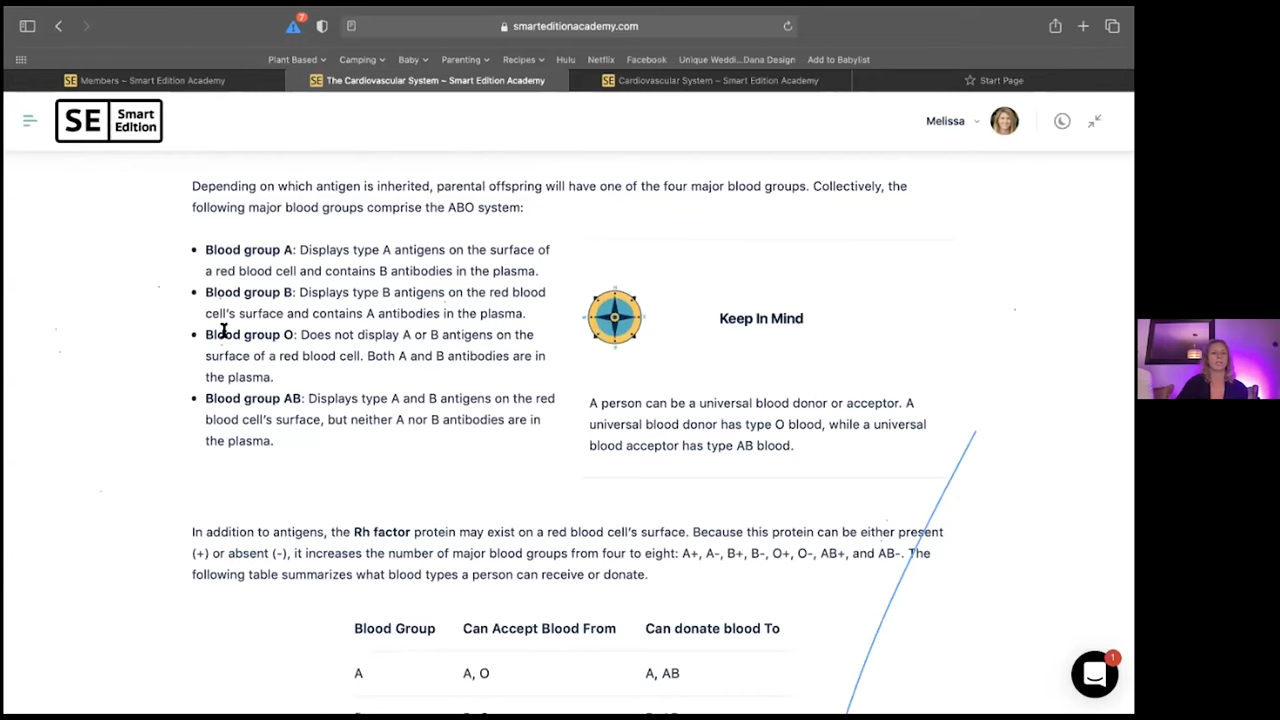 7
smarteditionacademy.com
Plant Based Camping Baby Parenting Recipes Hulu Netflix Facebook Unique Weddi...Dana Design Add to Babylist
Members ~ Smart Edition Academy
The Cardiovascular System ~ Smart Edition Academy
Cardiovascular System ~ Smart Edition Academy
Start Page
SE Smart
Edition
Melissa
Depending on which antigen is inherited, parental offspring will have one of the four major blood groups. Collectively, the
following major blood groups comprise the ABO system:
• Blood group A: Displays type A antigens on the surface of
a red blood cell and contains B antibodies in the plasma.
• Blood group B: Displays type B antigens on the red blood
cell's surface and contains A antibodies in the plasma.
• Blood group O: Does not display A or B antigens on the
surface of a red blood cell. Both A and B antibodies are in
the plasma.
• Blood group AB: Displays type A and B antigens on the red
blood cell's surface, but neither A nor B antibodies are in
the plasma.
Keep In Mind
A person can be a universal blood donor or acceptor. A
universal blood donor has type O blood, while a universal
blood acceptor has type AB blood.
In addition to antigens, the Rh factor protein may exist on a red blood cell's surface. Because this protein can be either present
(+) or absent (-), it increases the number of major blood groups from four to eight: A+, A-, B+, B-, O+, O-, AB+, and AB-. The
following table summarizes what blood types a person can receive or donate.
Blood Group Can Accept Blood From Can donate blood To
A A, O A, AB
1